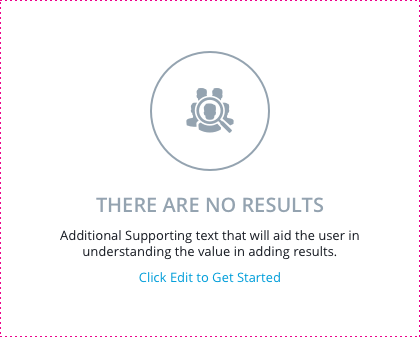 THERE ARE NO RESULTS
Additional Supporting text that will aid the user in
understanding the value in adding results.
Click Edit to Get Started